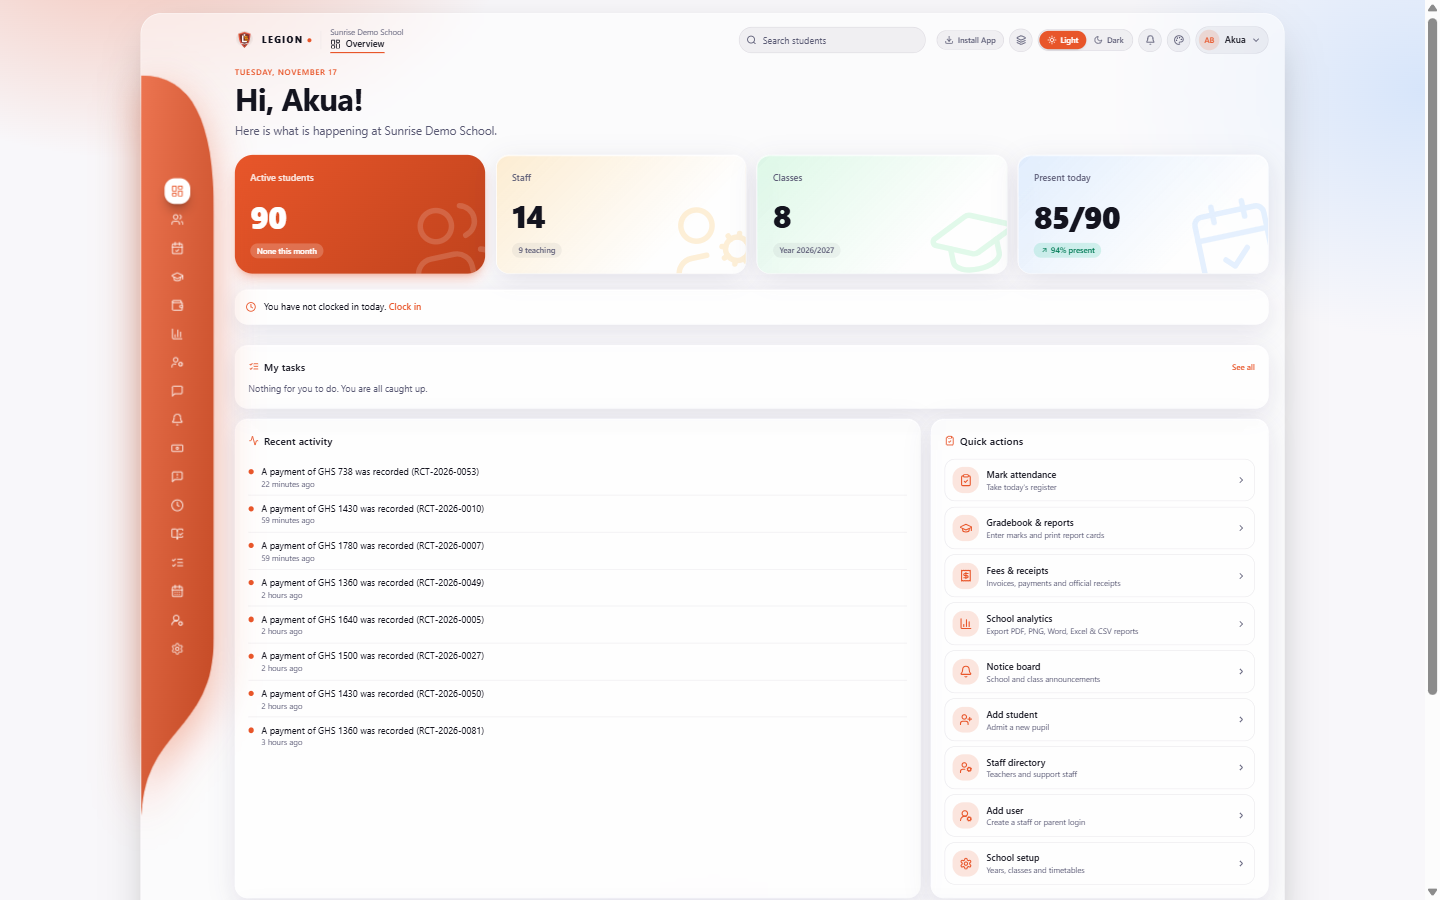 LEGION
Sunrise Demo School
Overview
Search students
Install App
Light
Dark
AB
Akua
TUESDAY, NOVEMBER 17
Hi, Akua!
Here is what is happening at Sunrise Demo School.
Active students
90
None this month
Staff
14
9 teaching
Classes
8
Year 2026/2027
Present today
85/90
94% present
You have not clocked in today. Clock in
My tasks
See all
Nothing for you to do. You are all caught up.
Recent activity
A payment of GHS 738 was recorded (RCT-2026-0053)
22 minutes ago
A payment of GHS 1430 was recorded (RCT-2026-0010)
59 minutes ago
A payment of GHS 1780 was recorded (RCT-2026-0007)
59 minutes ago
A payment of GHS 1360 was recorded (RCT-2026-0049)
2 hours ago
A payment of GHS 1640 was recorded (RCT-2026-0005)
2 hours ago
A payment of GHS 1500 was recorded (RCT-2026-0027)
2 hours ago
A payment of GHS 1430 was recorded (RCT-2026-0050)
2 hours ago
A payment of GHS 1360 was recorded (RCT-2026-0081)
3 hours ago
Quick actions
Mark attendance
Take today's register
Gradebook & reports
Enter marks and print report cards
Fees & receipts
Invoices, payments and official receipts
School analytics
Export PDF, PNG, Word, Excel & CSV reports
Notice board
School and class announcements
Add student
Admit a new pupil
Staff directory
Teachers and support staff
Add user
Create a staff or parent login
School setup
Years, classes and timetables